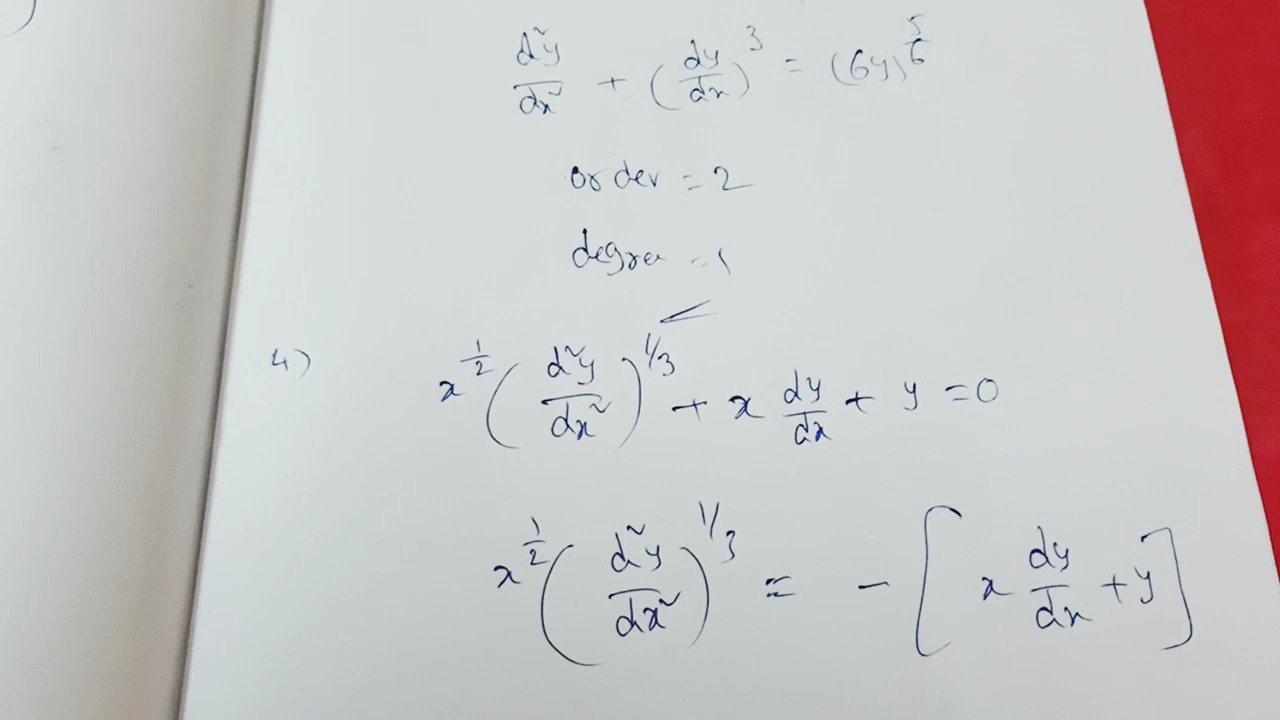 d²y/dx² + (dy/dx)³ = (6y)^5/6
order = 2
degree = 1
4) x^1/2 (d²y/dx²)^1/3 + x dy/dx + y = 0
x^1/2 (d²y/dx²)^1/3 = - [x dy/dx + y]